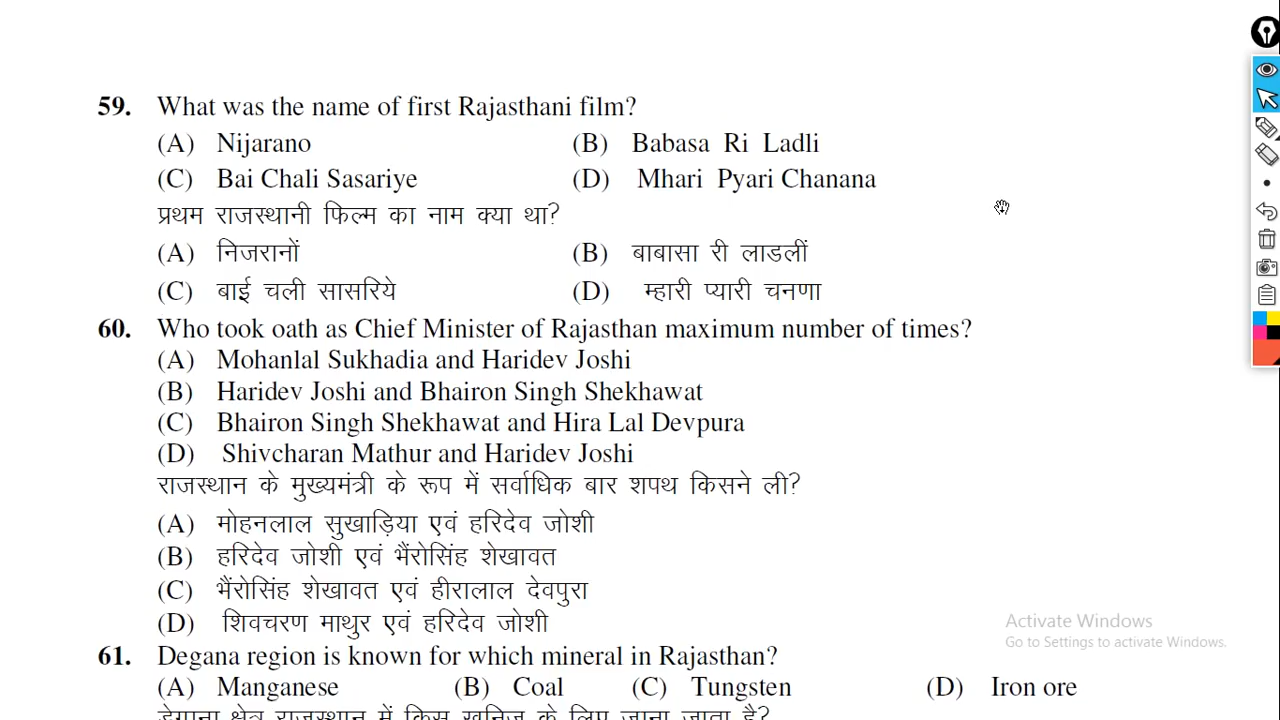 59. What was the name of first Rajasthani film?
(A) Nijarano (B) Babasa Ri Ladli
(C) Bai Chali Sasariye (D) Mhari Pyari Chanana
प्रथम राजस्थानी फिल्म का नाम क्या था?
(A) निजरानों (B) बाबासा री लाडलीं
(C) बाई चली सासरिये (D) म्हारी प्यारी चनणा
60. Who took oath as Chief Minister of Rajasthan maximum number of times?
(A) Mohanlal Sukhadia and Haridev Joshi
(B) Haridev Joshi and Bhairon Singh Shekhawat
(C) Bhairon Singh Shekhawat and Hira Lal Devpura
(D) Shivcharan Mathur and Haridev Joshi
राजस्थान के मुख्यमंत्री के रूप में सर्वाधिक बार शपथ किसने ली?
(A) मोहनलाल सुखाड़िया एवं हरिदेव जोशी
(B) हरिदेव जोशी एवं भैंरोसिंह शेखावत
(C) भैंरोसिंह शेखावत एवं हीरालाल देवपुरा
(D) शिवचरण माथुर एवं हरिदेव जोशी
Activate Windows
Go to Settings to activate Windows.
61. Degana region is known for which mineral in Rajasthan?
(A) Manganese (B) Coal (C) Tungsten (D) Iron ore
डेगाना क्षेत्र राजस्थान में किस खनिज के लिए जाना जाता है?